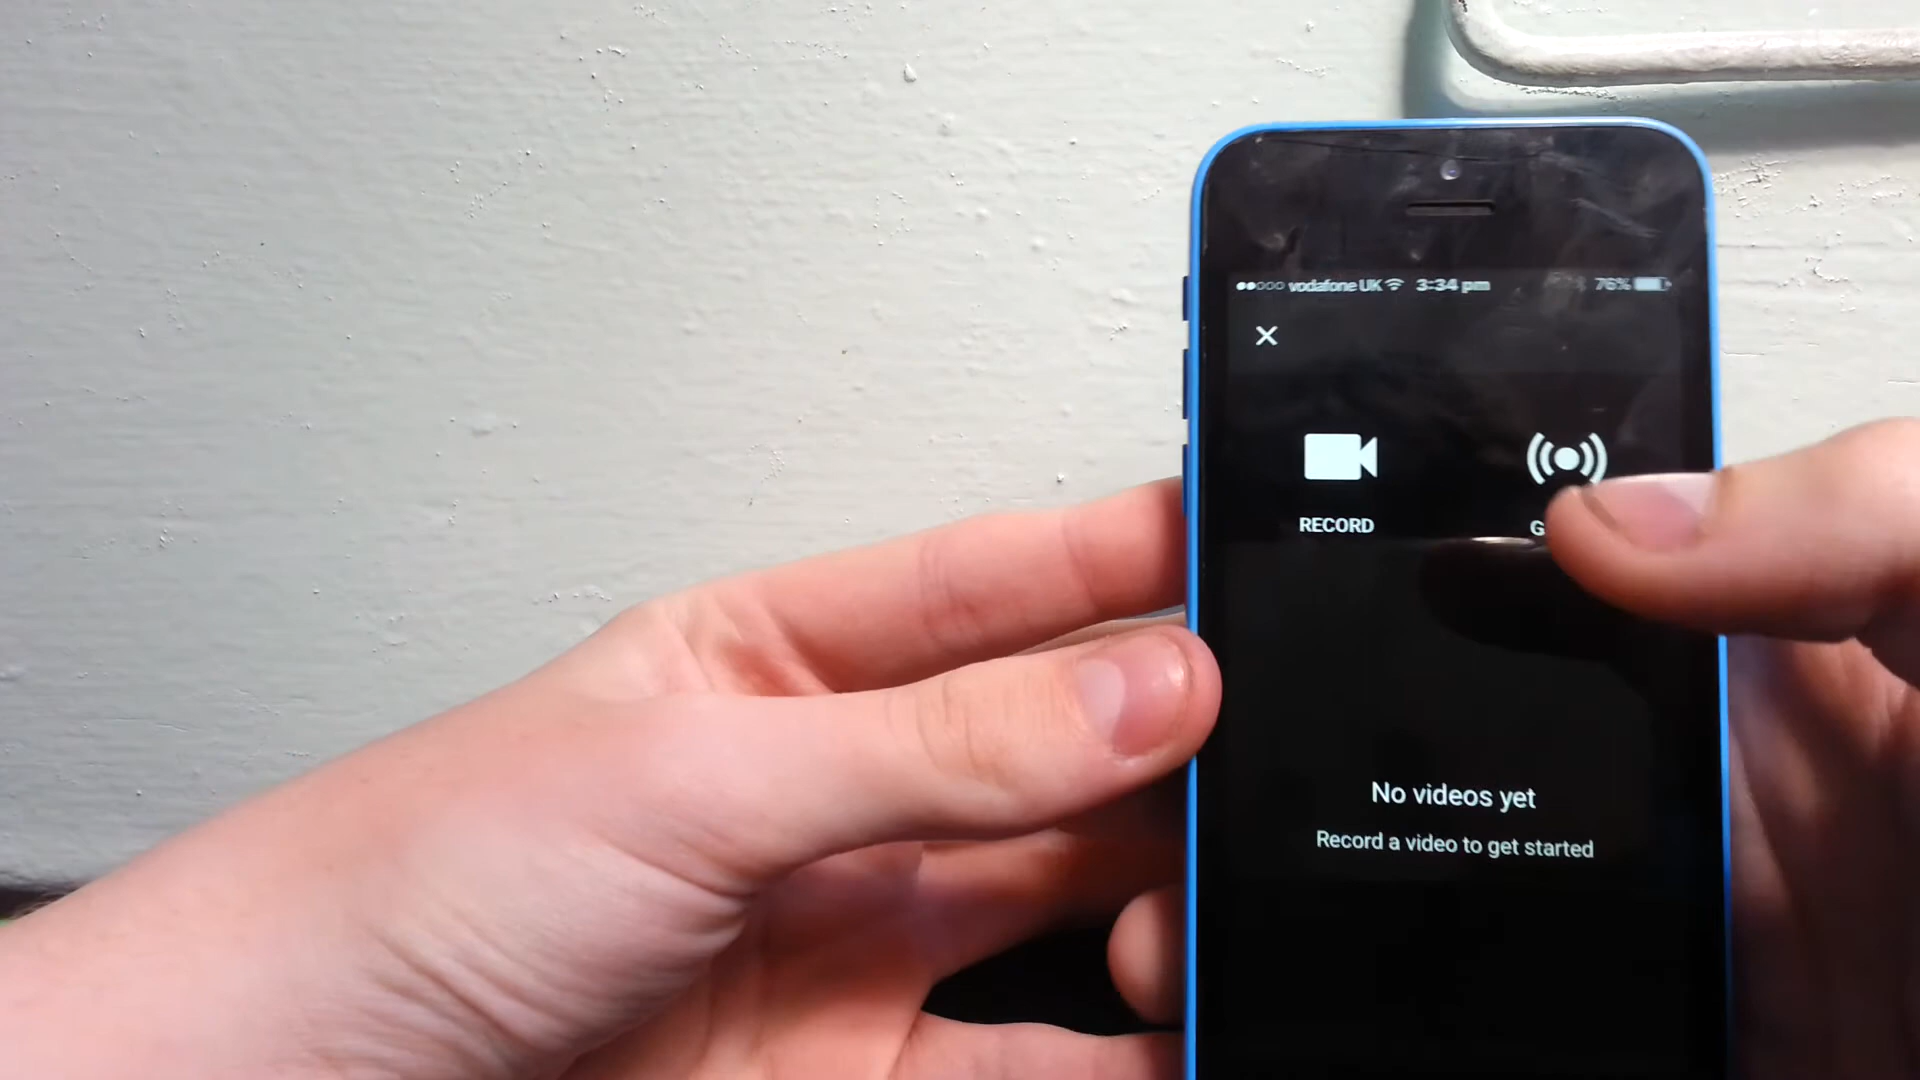 vodafone UK 3:34 pm 76%
RECORD
No videos yet
Record a video to get started